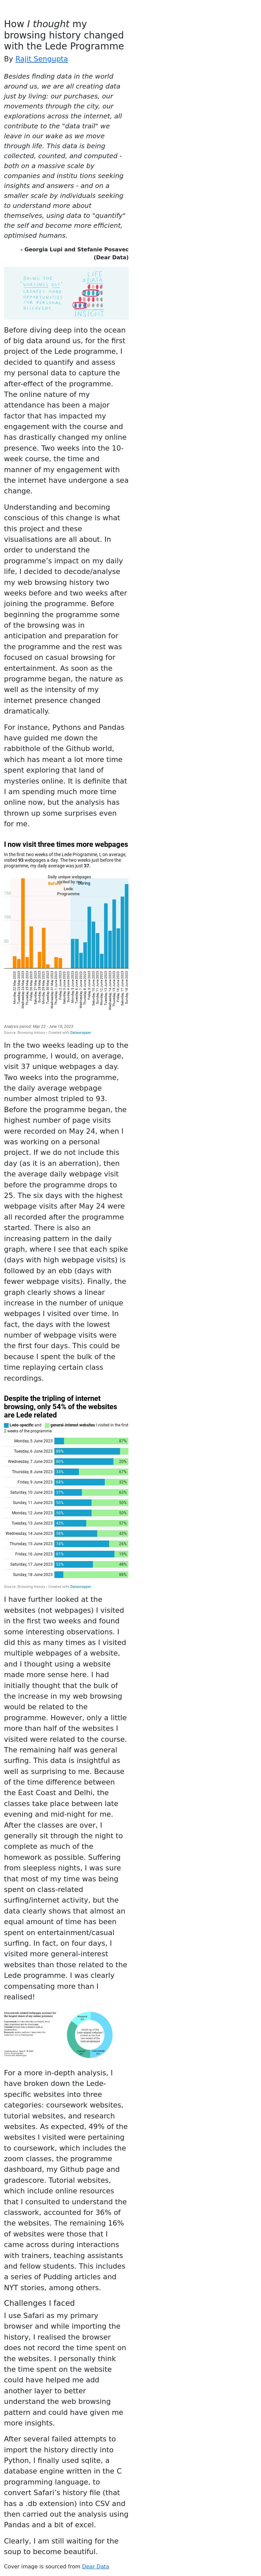 How I thought my
browsing history changed
with the Lede Programme
By Rajit Sengupta
Besides finding data in the world
around us, we are all creating data
just by living: our purchases, our
movements through the city, our
explorations across the internet, all
contribute to the "data trail" we
leave in our wake as we move
through life. This data is being
collected, counted, and computed -
both on a massive scale by
companies and institu tions seeking
insights and answers - and on a
smaller scale by individuals seeking
to understand more about
themselves, using data to "quantify"
the self and become more efficient,
optimised humans.
- Georgia Lupi and Stefanie Posavec
(Dear Data)
LIFE
DATA
INSIGHT
Before diving deep into the ocean
of big data around us, for the first
project of the Lede programme, I
decided to quantify and assess
my personal data to capture the
after-effect of the programme.
The online nature of my
attendance has been a major
factor that has impacted my
engagement with the course and
has drastically changed my online
presence. Two weeks into the 10-
week course, the time and
manner of my engagement with
the internet have undergone a sea
change.
Understanding and becoming
conscious of this change is what
this project and these
visualisations are all about. In
order to understand the
programme's impact on my daily
life, I decided to decode/analyse
my web browsing history two
weeks before and two weeks after
joining the programme. Before
beginning the programme some
of the browsing was in
anticipation and preparation for
the programme and the rest was
focused on casual browsing for
entertainment. As soon as the
programme began, the nature as
well as the intensity of my
internet presence changed
dramatically.
For instance, Pythons and Pandas
have guided me down the
rabbithole of the Github world,
which has meant a lot more time
spent exploring that land of
mysteries online. It is definite that
I am spending much more time
online now, but the analysis has
thrown up some surprises even
for me.
I now visit three times more webpages
In the first two weeks of the Lede Programme, I, on average,
visited 93 webpages a day. The two weeks just before the
programme, my daily average was just 37.
Daily unique webpages
visited by me
Before
During
Lede
Programme
150
100
50
Analysis period: May 22 - June 18, 2023
Source: Browsing history • Created with Datawrapper
In the two weeks leading up to the
programme, I would, on average,
visit 37 unique webpages a day.
Two weeks into the programme,
the daily average webpage
number almost tripled to 93.
Before the programme began, the
highest number of page visits
were recorded on May 24, when I
was working on a personal
project. If we do not include this
day (as it is an aberration), then
the average daily webpage visit
before the programme drops to
25. The six days with the highest
webpage visits after May 24 were
all recorded after the programme
started. There is also an
increasing pattern in the daily
graph, where I see that each spike
(days with high webpage visits) is
followed by an ebb (days with
fewer webpage visits). Finally, the
graph clearly shows a linear
increase in the number of unique
webpages I visited over time. In
fact, the days with the lowest
number of webpage visits were
the first four days. This could be
because I spent the bulk of the
time replaying certain class
recordings.
Despite the tripling of internet
browsing, only 54% of the websites
are Lede related
Lede-specific and general-interest websites I visited in the first
2 weeks of the programme
Monday, 5 June 2023 87%
Tuesday, 6 June 2023 89%
Wednesday, 7 June 2023 80% 20%
Thursday, 8 June 2023 33% 67%
Friday, 9 June 2023 68% 32%
Saturday, 10 June 2023 37% 63%
Sunday, 11 June 2023 50% 50%
Monday, 12 June 2023 50% 50%
Tuesday, 13 June 2023 43% 57%
Wednesday, 14 June 2023 58% 42%
Thursday, 15 June 2023 74% 26%
Friday, 16 June 2023 81% 19%
Saturday, 17 June 2023 52% 48%
Sunday, 18 June 2023 88%
Source: Browsing history • Created with Datawrapper
I have further looked at the
websites (not webpages) I visited
in the first two weeks and found
some interesting observations. I
did this as many times as I visited
multiple webpages of a website,
and I thought using a website
made more sense here. I had
initially thought that the bulk of
the increase in my web browsing
would be related to the
programme. However, only a little
more than half of the websites I
visited were related to the course.
The remaining half was general
surfing. This data is insightful as
well as surprising to me. Because
of the time difference between
the East Coast and Delhi, the
classes take place between late
evening and mid-night for me.
After the classes are over, I
generally sit through the night to
complete as much of the
homework as possible. Suffering
from sleepless nights, I was sure
that most of my time was being
spent on class-related
surfing/internet activity, but the
data clearly shows that almost an
equal amount of time has been
spent on entertainment/casual
surfing. In fact, on four days, I
visited more general-interest
websites than those related to the
Lede programme. I was clearly
compensating more than I
realised!
For a more in-depth analysis, I
have broken down the Lede-
specific websites into three
categories: coursework websites,
tutorial websites, and research
websites. As expected, 49% of the
websites I visited were pertaining
to coursework, which includes the
zoom classes, the programme
dashboard, my Github page and
gradescore. Tutorial websites,
which include online resources
that I consulted to understand the
classwork, accounted for 36% of
the websites. The remaining 16%
of websites were those that I
came across during interactions
with trainers, teaching assistants
and fellow students. This includes
a series of Pudding articles and
NYT stories, among others.
Challenges I faced
I use Safari as my primary
browser and while importing the
history, I realised the browser
does not record the time spent on
the websites. I personally think
the time spent on the website
could have helped me add
another layer to better
understand the web browsing
pattern and could have given me
more insights.
After several failed attempts to
import the history directly into
Python, I finally used sqlite, a
database engine written in the C
programming language, to
convert Safari's history file (that
has a .db extension) into CSV and
then carried out the analysis using
Pandas and a bit of excel.
Clearly, I am still waiting for the
soup to become beautiful.
Cover image is sourced from Dear Data